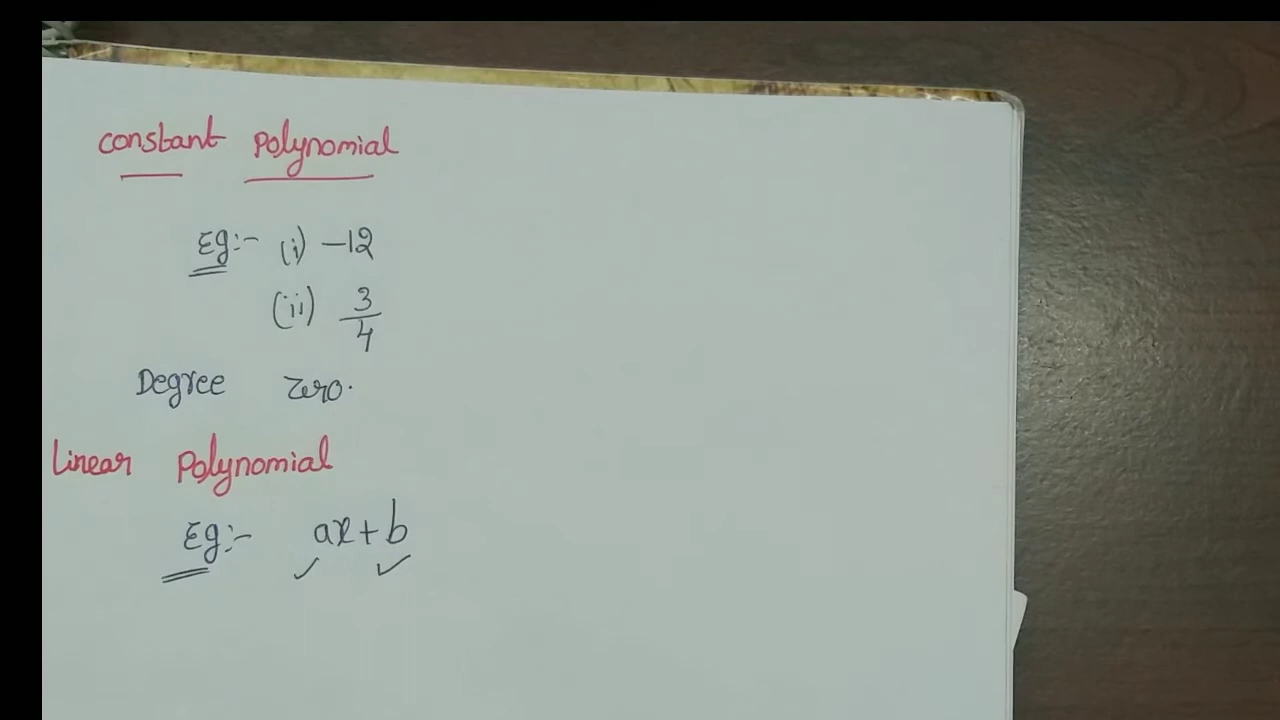 constant Polynomial
Eg:- (i) -12
(ii) 3/4
Degree zero.
Linear Polynomial
Eg:- ax+b